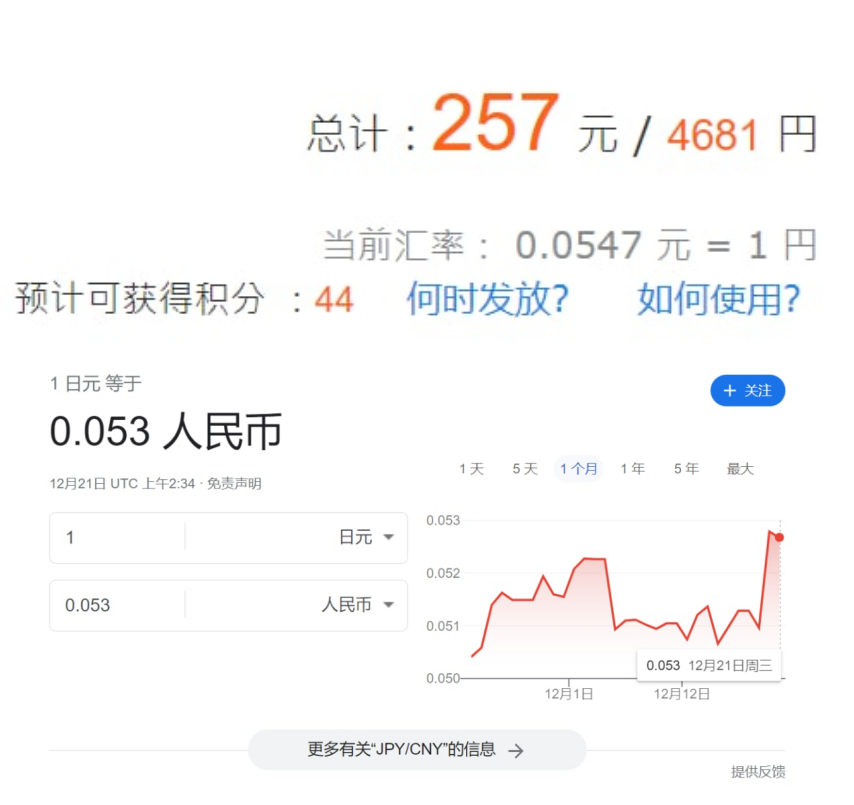 总计：257 元 / 4681 円
当前汇率： 0.0547 元 = 1 円
预计可获得积分 ：44 何时发放? 如何使用?
1 日元 等于
0.053 人民币
+ 关注
12月21日 UTC 上午2:34 · 免责声明
1天 5天 1个月 1年 5年 最大
1 日元
0.053 人民币
0.053
0.052
0.051
0.050
0.053 12月21日周三
12月1日 12月12日
更多有关“JPY/CNY”的信息 →
提供反馈